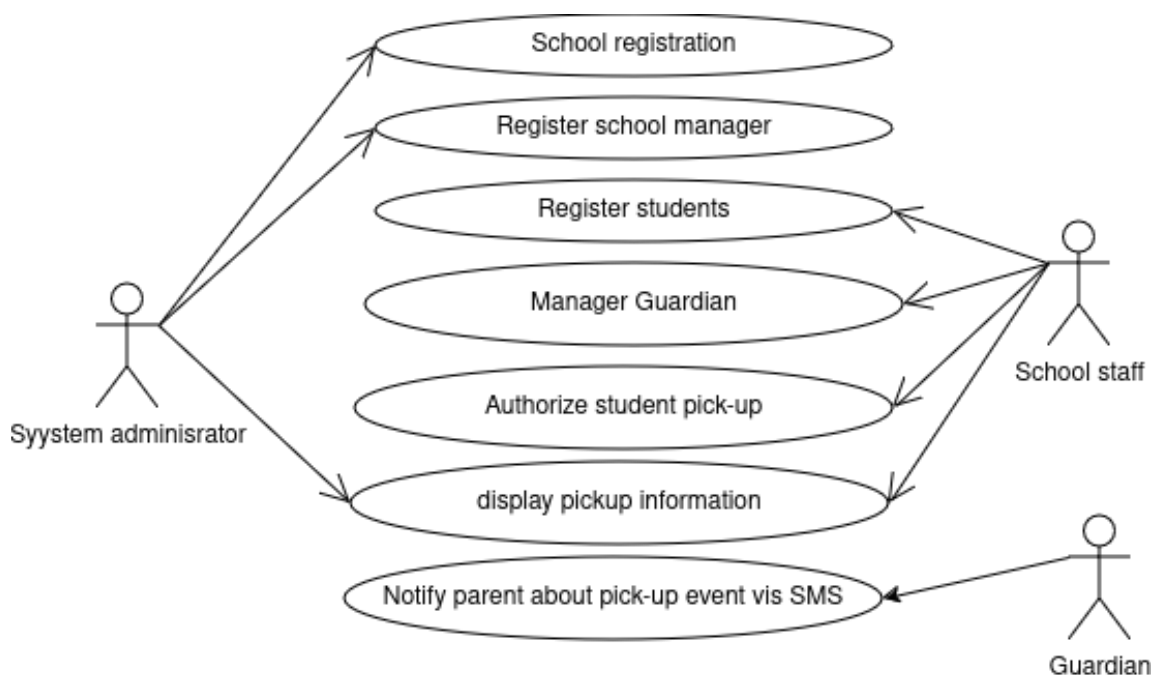 School registration
Register school manager
Register students
Manager Guardian
School staff
Authorize student pick-up
Syystem adminisrator
display pickup information
Notify parent about pick-up event vis SMS
Guardian